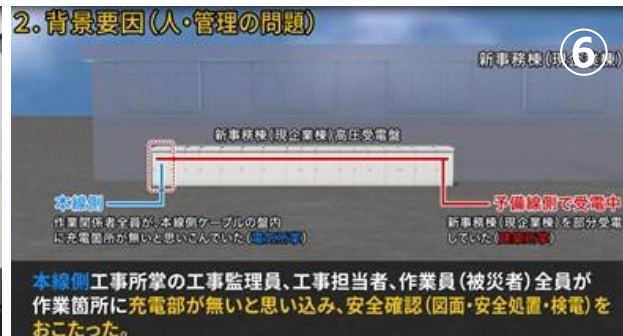 2.背景要因(人・管理の問題)
⑥
新事務棟(現企業棟)
新事務棟(現企業棟)高圧受電盤
本線側
予備線側で受電中
作業関係者全員が、本線側ケーブルの盤内
に充電箇所が無いと思いこんでいた(電気所掌)
新事務棟(現企業棟)を部分受電
していた(建築所掌)
本線側工事所掌の工事監理員、工事担当者、作業員(被災者)全員が
作業箇所に充電部が無いと思い込み、安全確認(図面・安全処置・検電)を
おこたった。